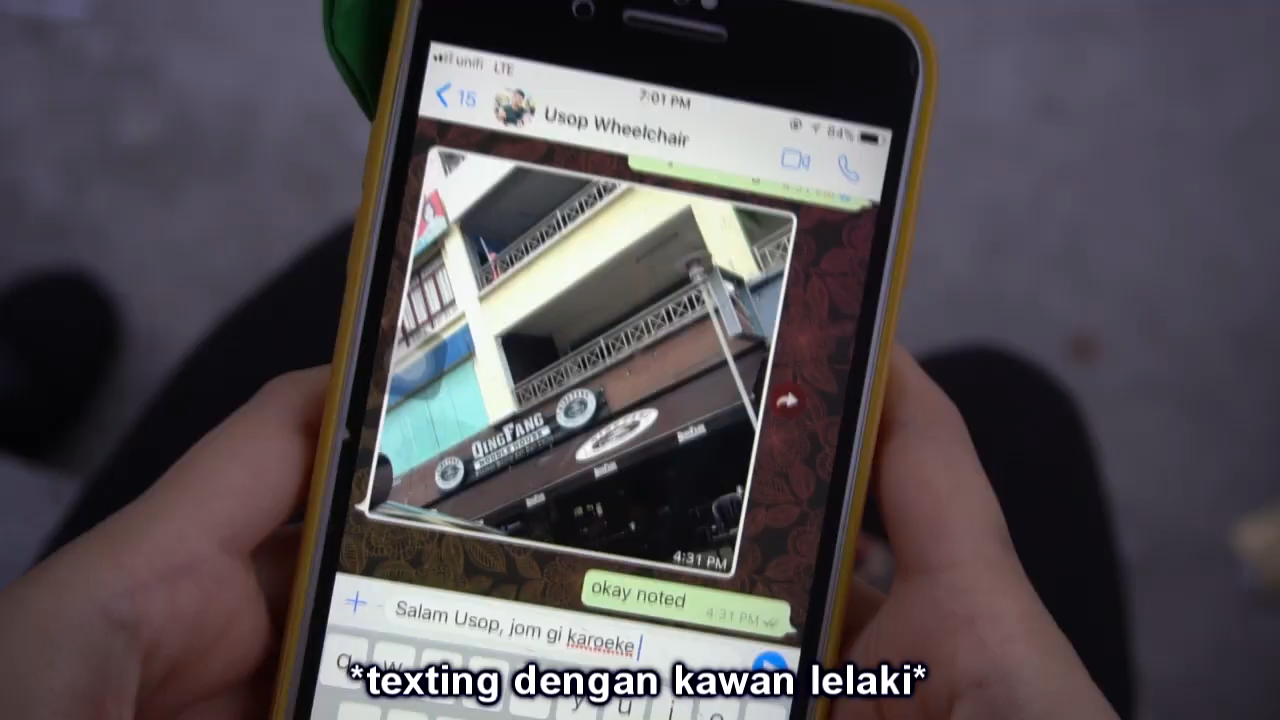 unifi LTE
7:01 PM
84%
15
Usop Wheelchair
QINGFANG
NOODLE HOUSE
4:31 PM
okay noted
4:31 PM
Salam Usop, jom gi karoeke
q w y u i o
*texting dengan kawan lelaki*